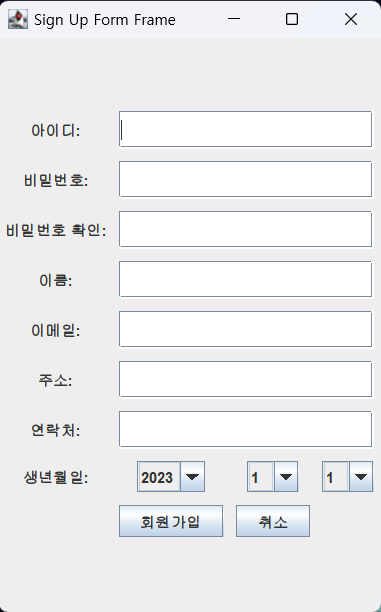 Sign Up Form Frame
아이디:
비밀번호:
비밀번호 확인:
이름:
이메일:
주소:
연락처:
생년월일: 2023 1 1
회원가입 취소